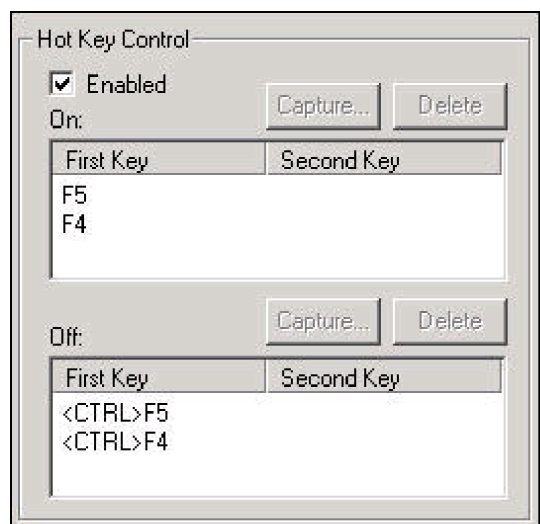 Hot Key Control
Enabled
On:
Capture... Delete
First Key Second Key
F5
F4
Off:
Capture... Delete
First Key Second Key
<CTRL>F5
<CTRL>F4